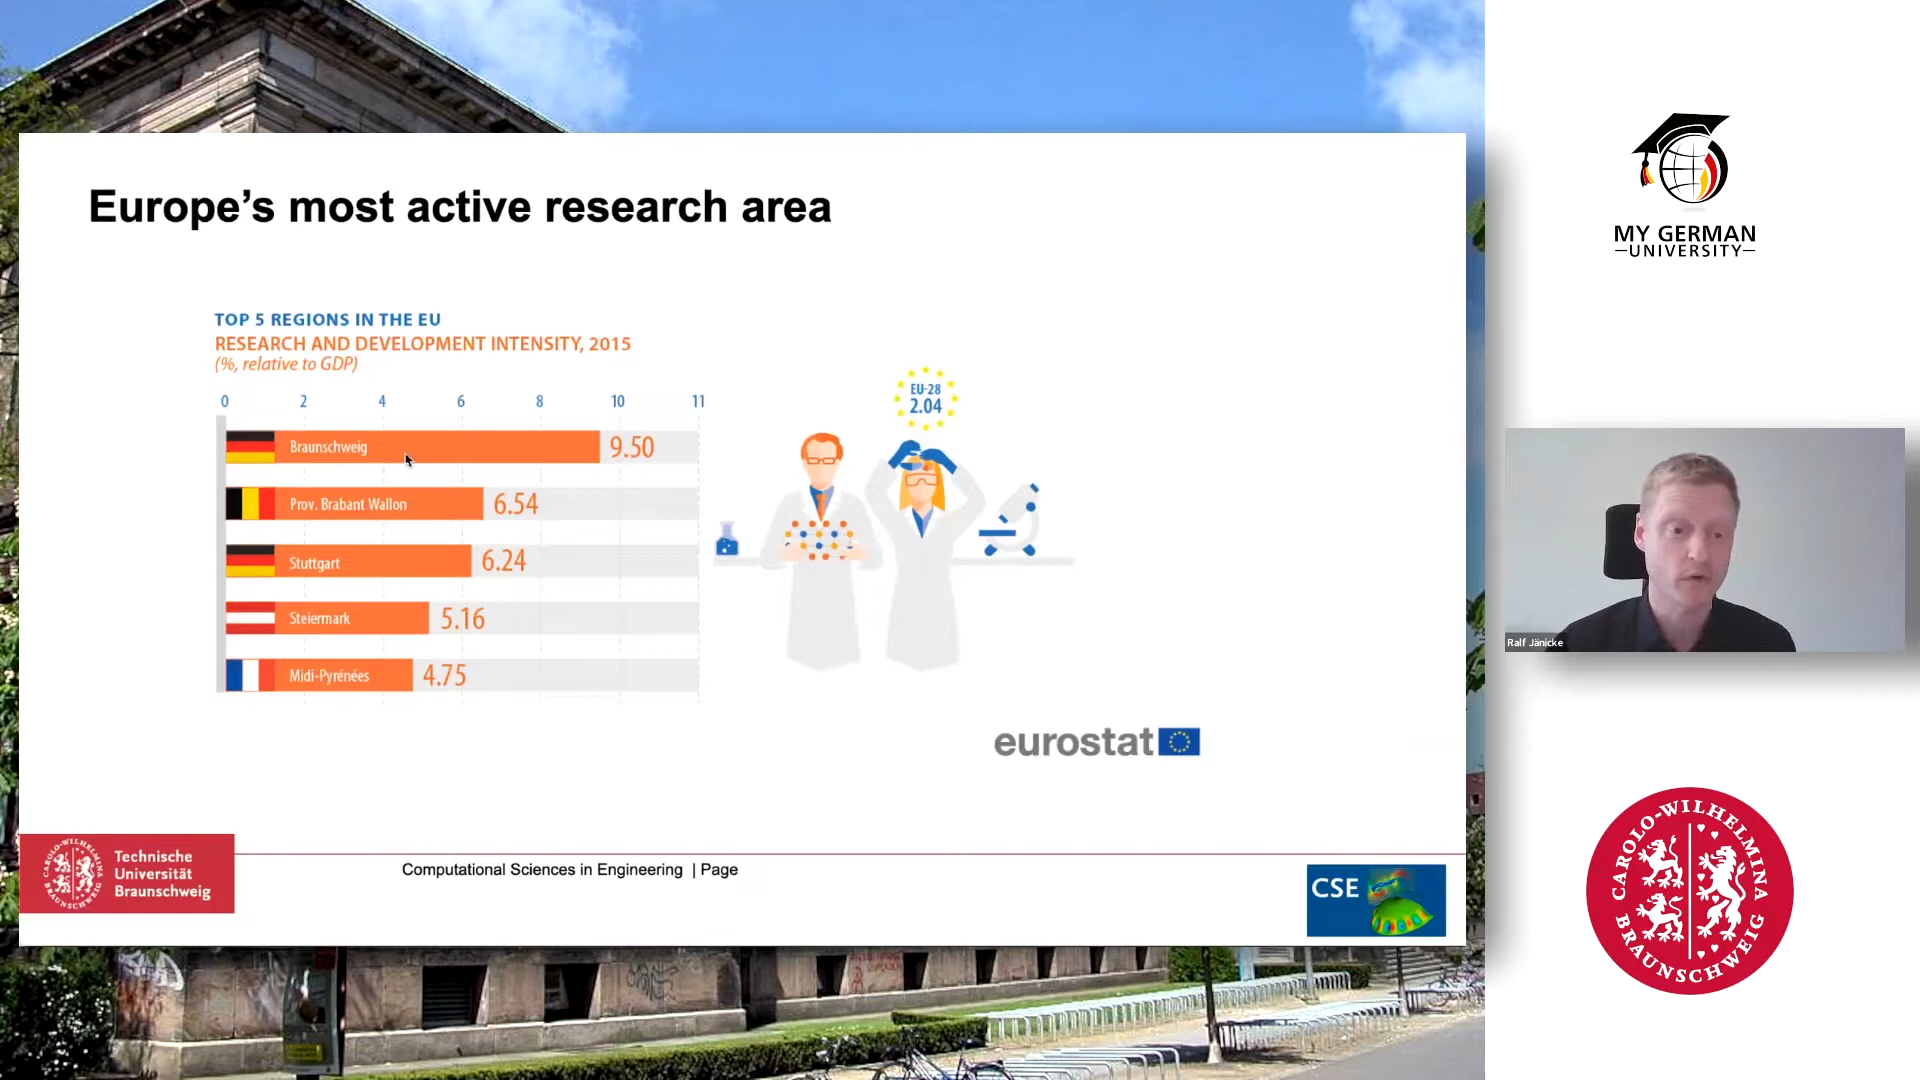 Europe's most active research area
TOP 5 REGIONS IN THE EU
RESEARCH AND DEVELOPMENT INTENSITY, 2015
(%, relative to GDP)
0 2 4 6 8 10 11
Braunschweig 9.50
Prov. Brabant Wallon 6.54
Stuttgart 6.24
Steiermark 5.16
Midi-Pyrénées 4.75
EU-28
2.04
eurostat
CAROLO-WILHELMINA
BRAUNSCHWEIG
Technische
Universität
Braunschweig
Computational Sciences in Engineering | Page
CSE
MY GERMAN
UNIVERSITY
Ralf Jänicke
CAROLO-WILHELMINA
BRAUNSCHWEIG